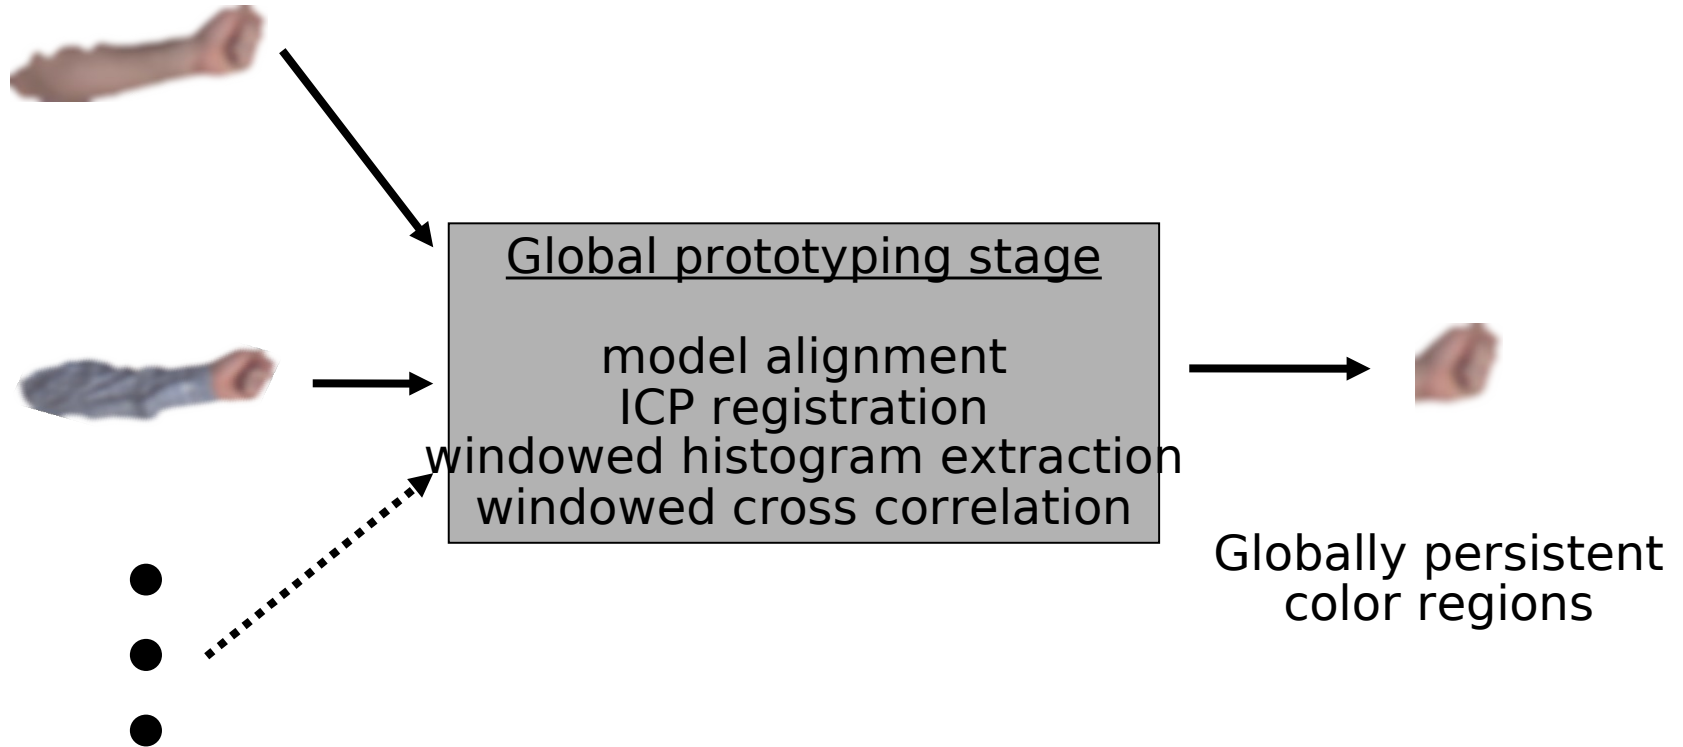 Global prototyping stage
model alignment
ICP registration
windowed histogram extraction
windowed cross correlation
Globally persistent
color regions